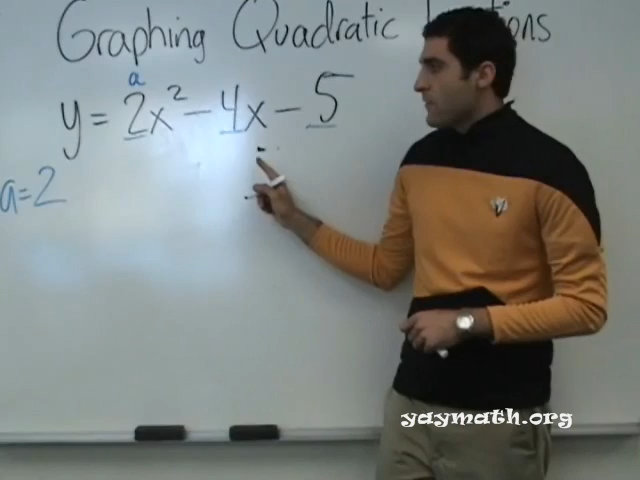 Graphing Quadratic
a
y = 2x² - 4x - 5
a=2
yaymath.org